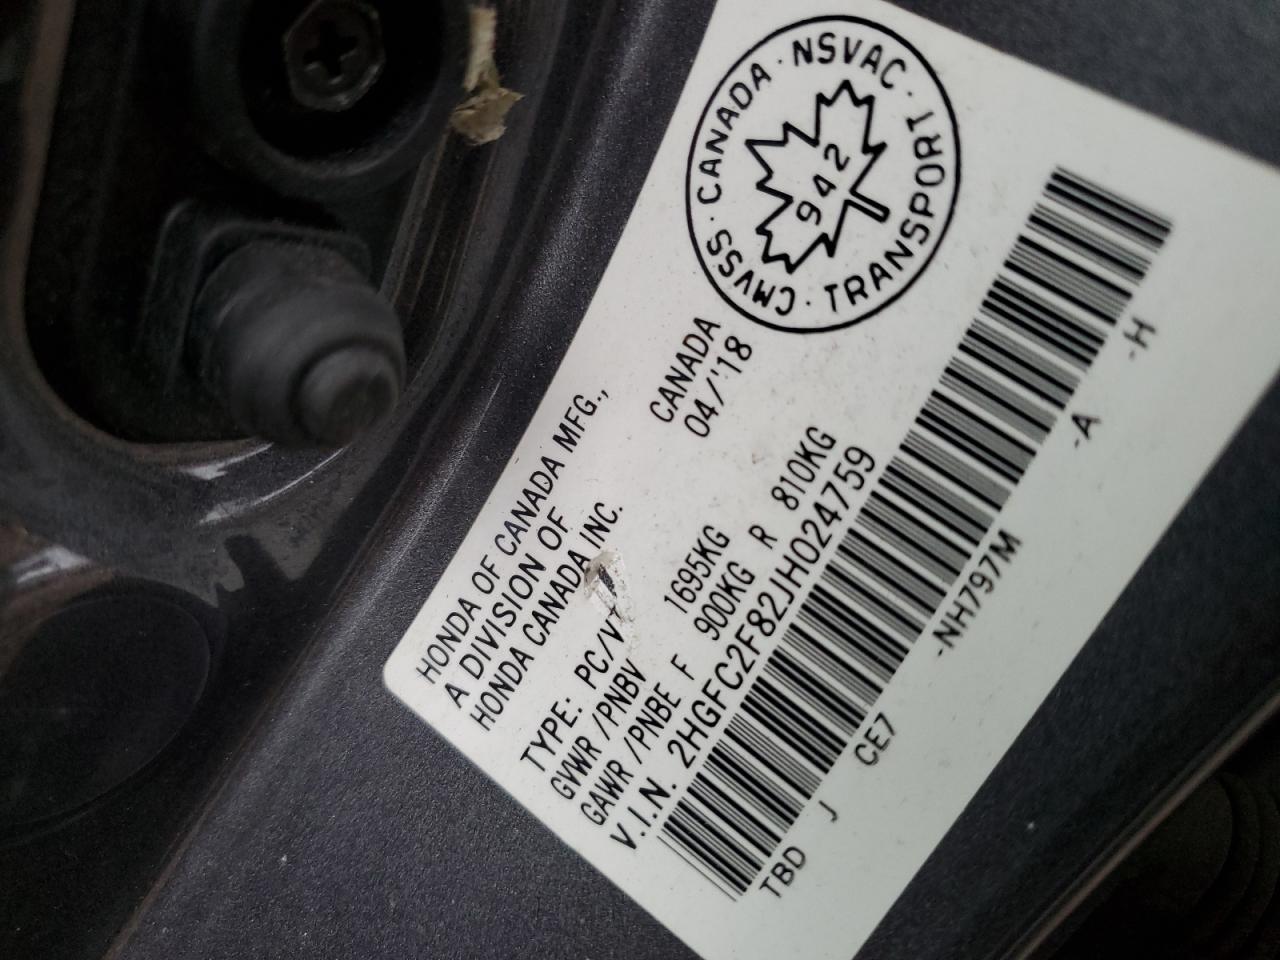 CANADA · NSVAC · TRANSPORT · CMVSS ·
942
HONDA OF CANADA MFG.,
A DIVISION OF
HONDA CANADA INC.
CANADA
04/'18
TYPE: PC/V
GVWR /PNBV 1695KG
GAWR /PNBE F 900KG R 810KG
V.I.N. 2HGFC2F82JH024759
TBD J CE7 -NH797M -A -H